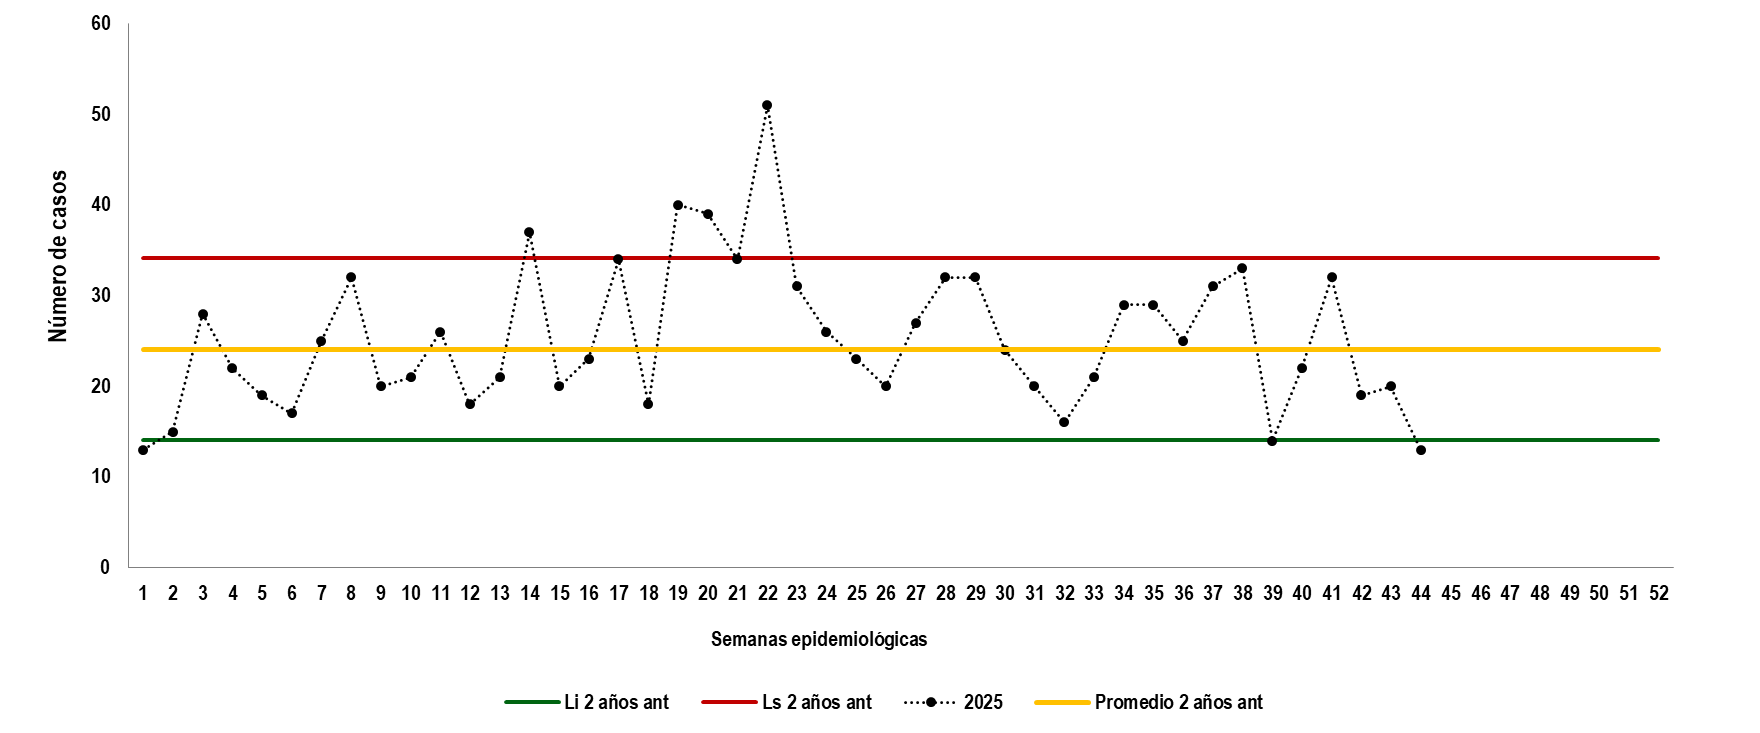 60
50
40
30
20
10
0
Número de casos
1 2 3 4 5 6 7 8 9 10 11 12 13 14 15 16 17 18 19 20 21 22 23 24 25 26 27 28 29 30 31 32 33 34 35 36 37 38 39 40 41 42 43 44 45 46 47 48 49 50 51 52
Semanas epidemiológicas
Li 2 años ant Ls 2 años ant 2025 Promedio 2 años ant